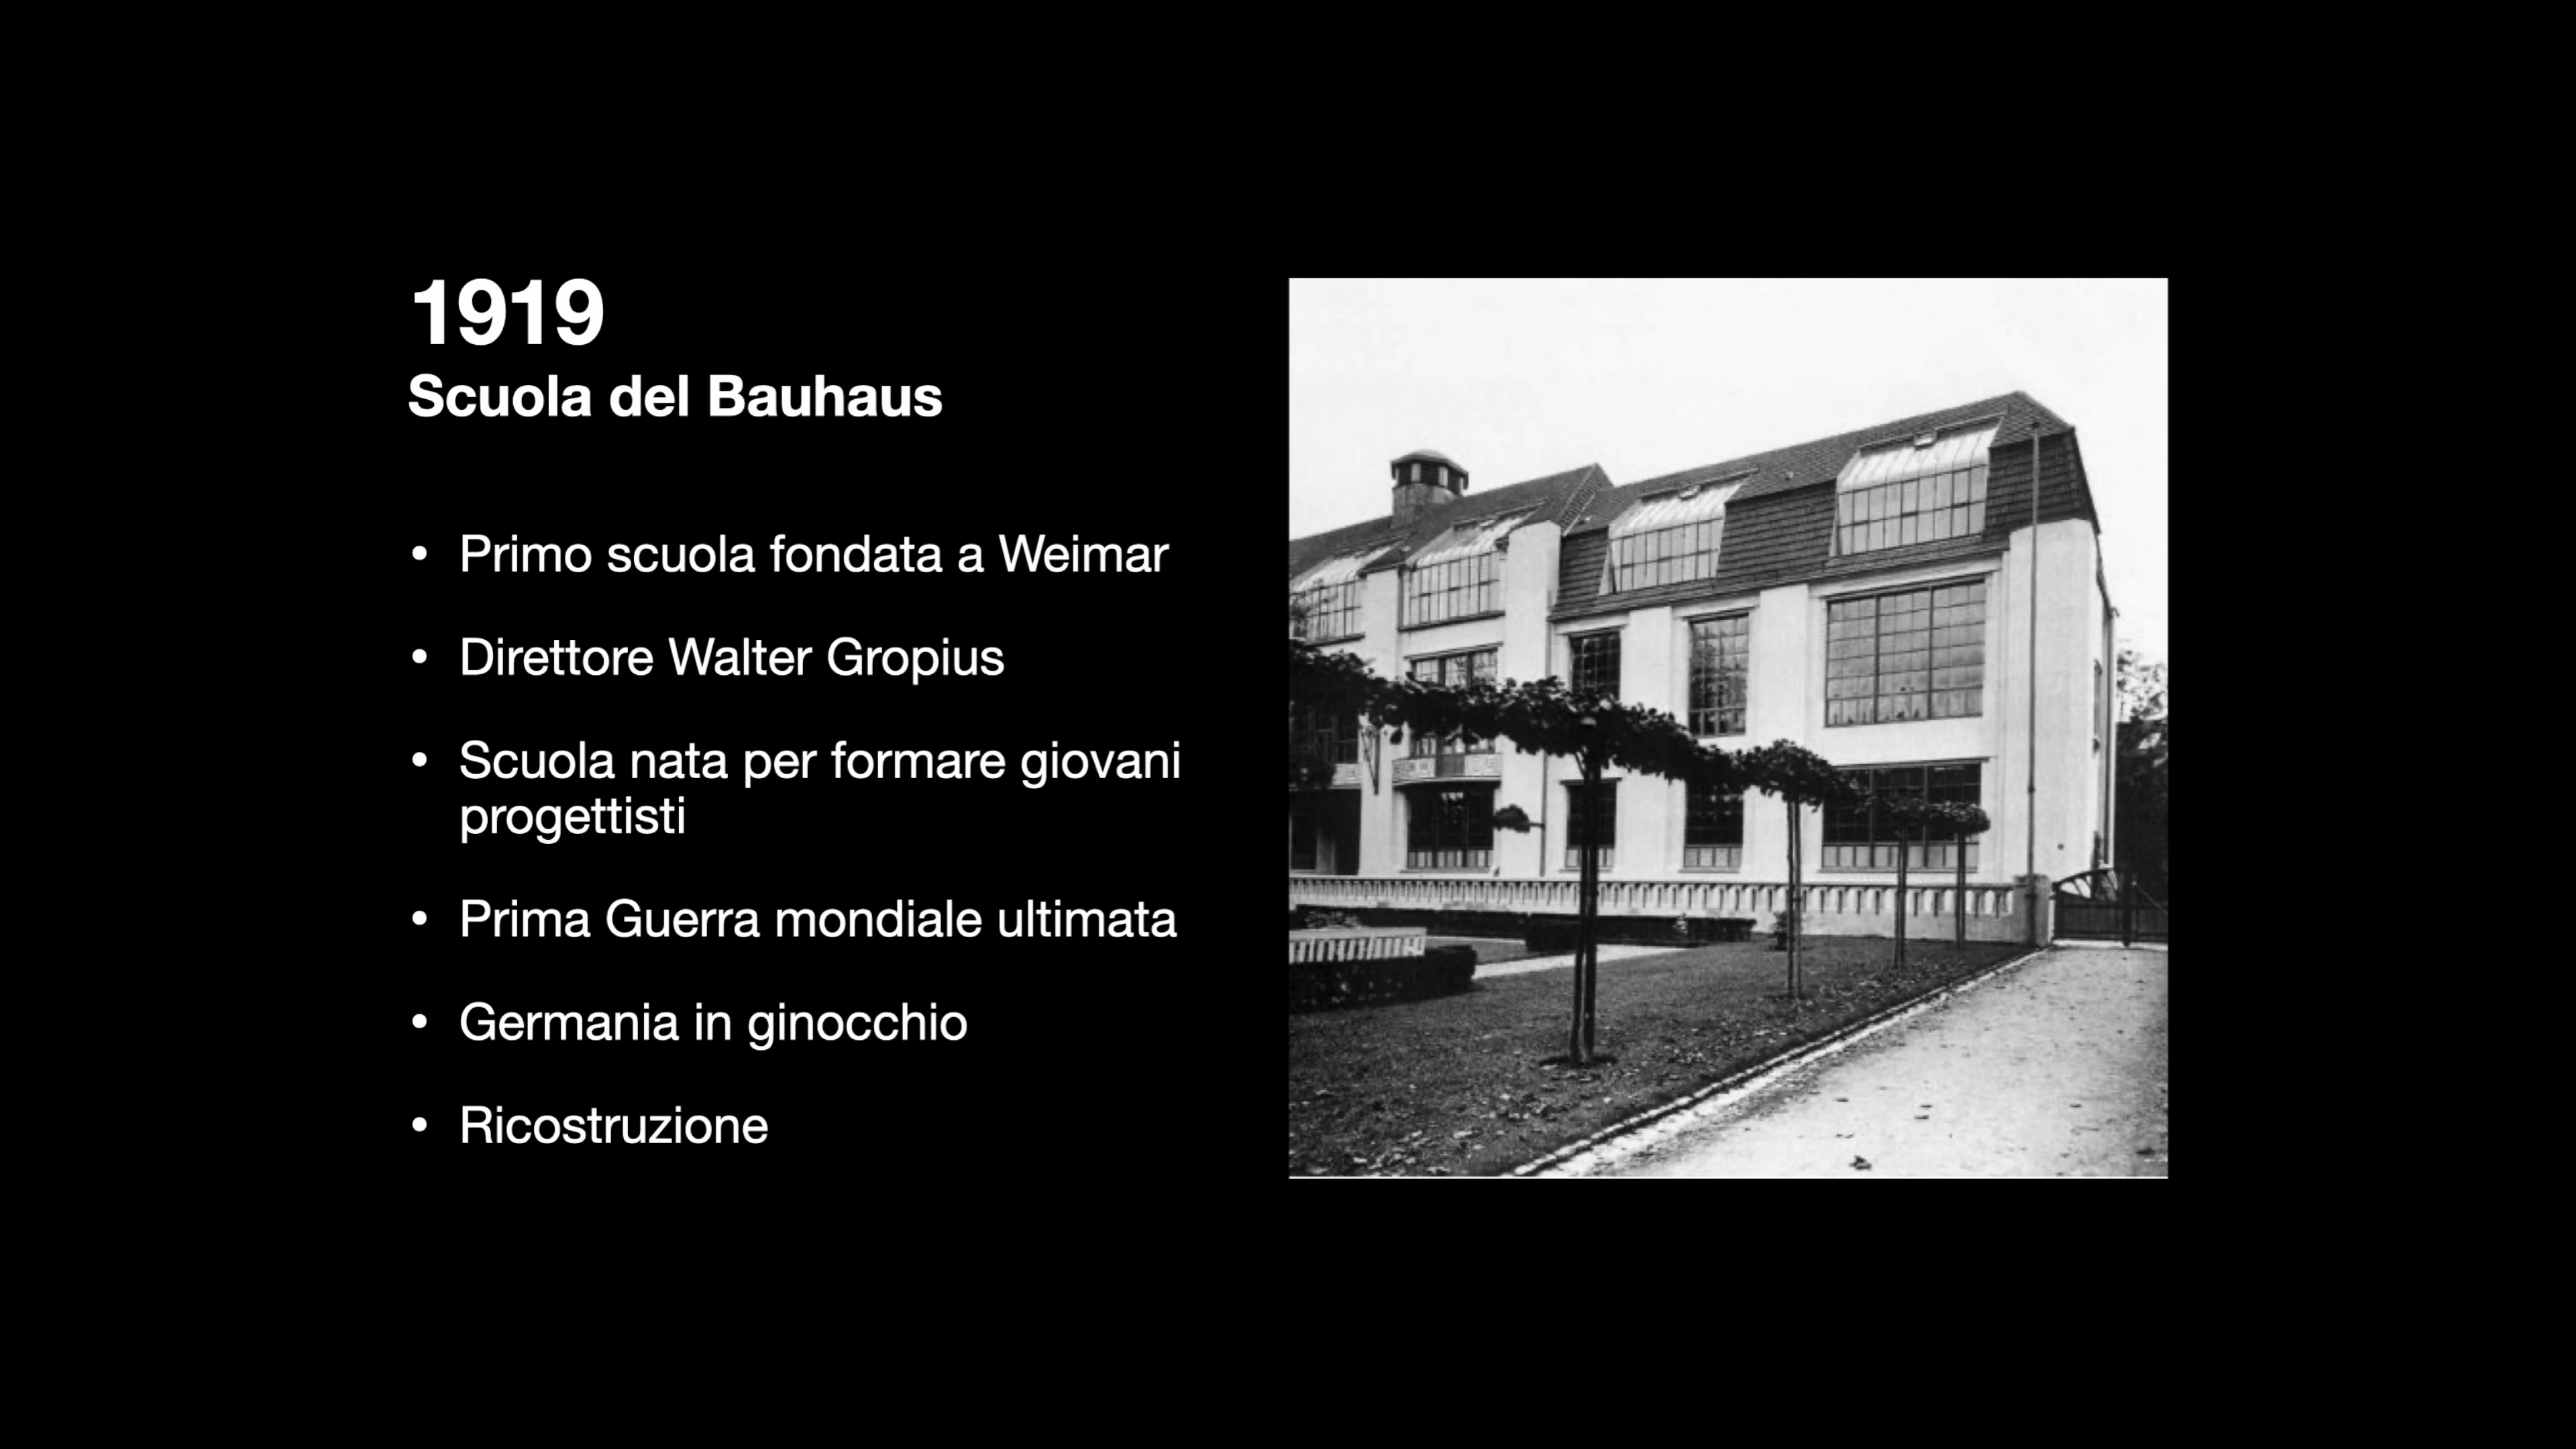 1919
Scuola del Bauhaus
• Primo scuola fondata a Weimar
• Direttore Walter Gropius
• Scuola nata per formare giovani
progettisti
• Prima Guerra mondiale ultimata
• Germania in ginocchio
• Ricostruzione